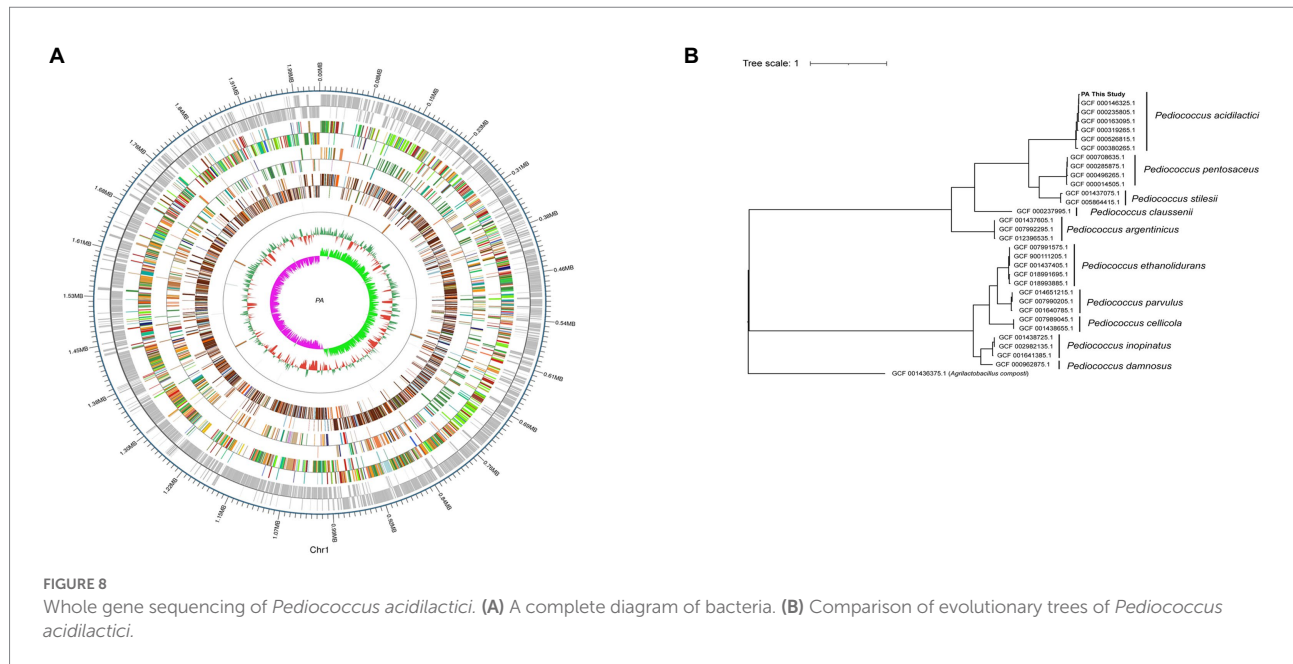 A
0.00MB
0.08MB
0.15MB
0.23MB
0.31MB
0.38MB
0.46MB
0.54MB
0.61MB
0.69MB
0.76MB
0.84MB
0.92MB
0.99MB
1.07MB
1.15MB
1.22MB
1.30MB
1.38MB
1.45MB
1.53MB
1.61MB
1.68MB
1.76MB
1.84MB
1.91MB
1.99MB
PA
Chr1
B
Tree scale: 1
PA This Study
GCF 000146325.1
GCF 000235805.1
GCF 000163095.1
GCF 000319265.1
GCF 000526815.1
GCF 000380265.1
Pediococcus acidilactici
GCF 000708635.1
GCF 000285875.1
GCF 000496265.1
GCF 000014505.1
Pediococcus pentosaceus
GCF 001437075.1
GCF 005864415.1
Pediococcus stilesii
GCF 000237995.1
Pediococcus claussenii
GCF 001437605.1
GCF 007992295.1
GCF 012396535.1
Pediococcus argentinicus
GCF 007991575.1
GCF 900111205.1
GCF 001437405.1
GCF 018991695.1
GCF 018993885.1
Pediococcus ethanolidurans
GCF 014651215.1
GCF 007990205.1
GCF 001640785.1
Pediococcus parvulus
GCF 007989045.1
GCF 001438655.1
Pediococcus cellicola
GCF 001438725.1
GCF 002982135.1
GCF 001641385.1
Pediococcus inopinatus
GCF 000962875.1
Pediococcus damnosus
GCF 001436375.1 (Agrilactobacillus composti)
FIGURE 8
Whole gene sequencing of Pediococcus acidilactici. (A) A complete diagram of bacteria. (B) Comparison of evolutionary trees of Pediococcus
acidilactici.